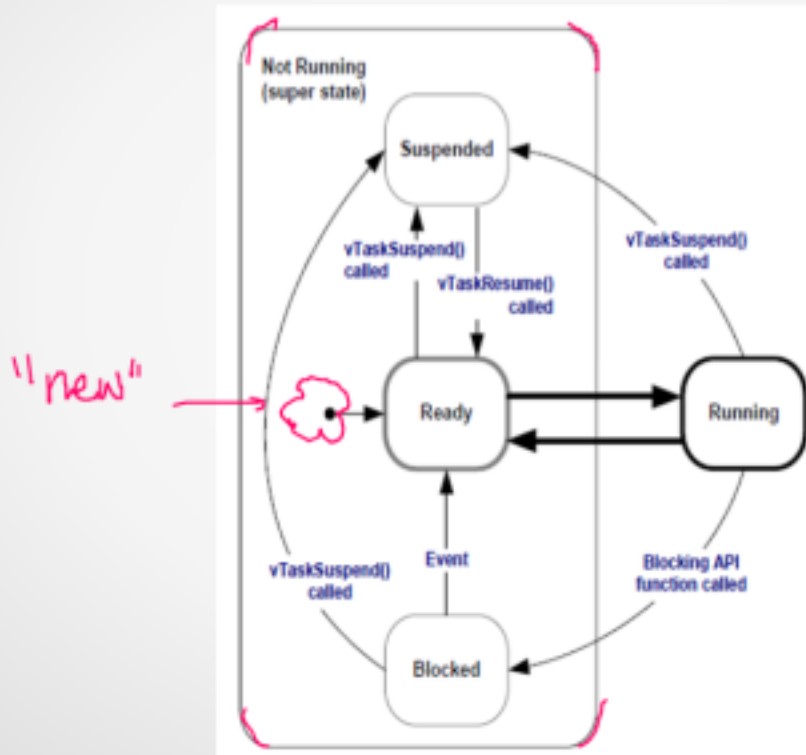 Not Running
(super state)
Suspended
vTaskSuspend()
called
vTaskResume()
called
vTaskSuspend()
called
"new"
Ready
Running
Event
vTaskSuspend()
called
Blocking API
function called
Blocked